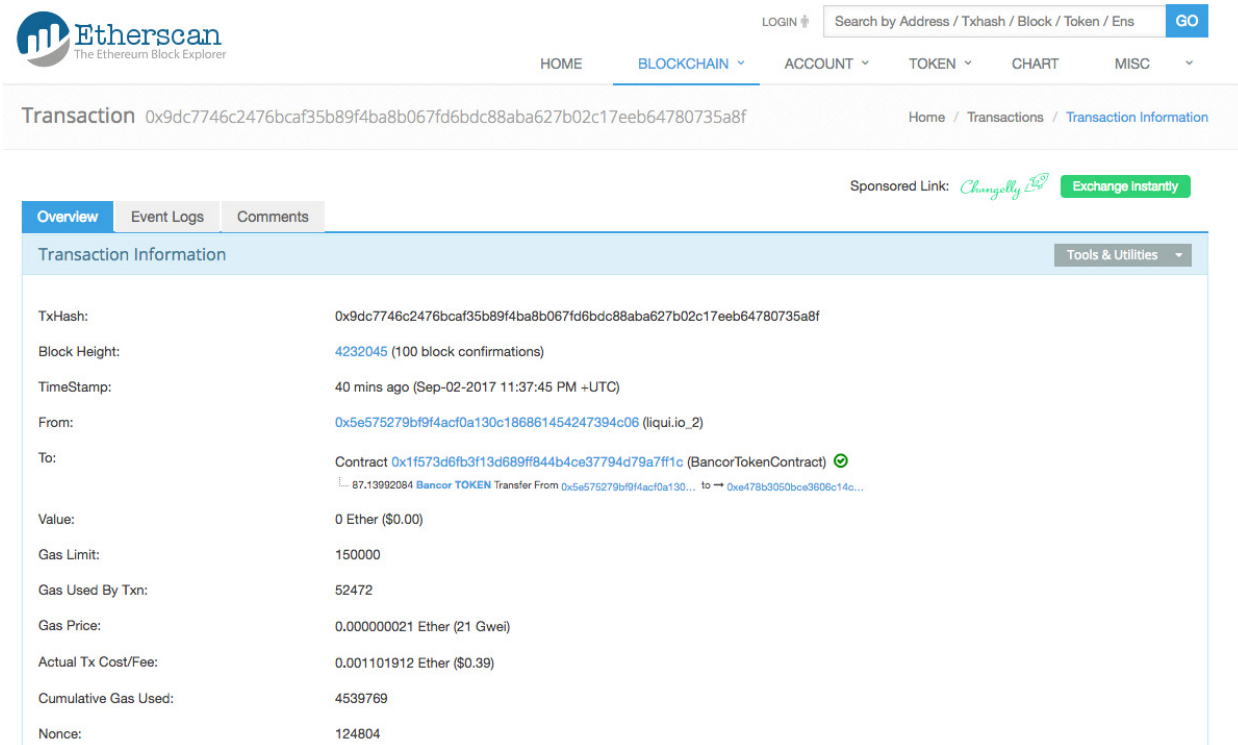 Etherscan
The Ethereum Block Explorer
LOGIN
Search by Address / Txhash / Block / Token / Ens
GO
HOME BLOCKCHAIN ACCOUNT TOKEN CHART MISC
Transaction 0x9dc7746c2476bcaf35b89f4ba8b067fd6bdc88aba627b02c17eeb64780735a8f
Home / Transactions / Transaction Information
Sponsored Link: Changelly Exchange Instantly
Overview Event Logs Comments
Transaction Information
Tools & Utilities
TxHash: 0x9dc7746c2476bcaf35b89f4ba8b067fd6bdc88aba627b02c17eeb64780735a8f
Block Height: 4232045 (100 block confirmations)
TimeStamp: 40 mins ago (Sep-02-2017 11:37:45 PM +UTC)
From: 0x5e575279bf9f4acf0a130c186861454247394c06 (liqui.io_2)
To: Contract 0x1f573d6fb3f13d689ff844b4ce37794d79a7ff1c (BancorTokenContract)
87.13992084 Bancor TOKEN Transfer From 0x5e575279bf9f4acf0a130... to → 0xe478b3050bce3606c14c...
Value: 0 Ether ($0.00)
Gas Limit: 150000
Gas Used By Txn: 52472
Gas Price: 0.000000021 Ether (21 Gwei)
Actual Tx Cost/Fee: 0.001101912 Ether ($0.39)
Cumulative Gas Used: 4539769
Nonce: 124804